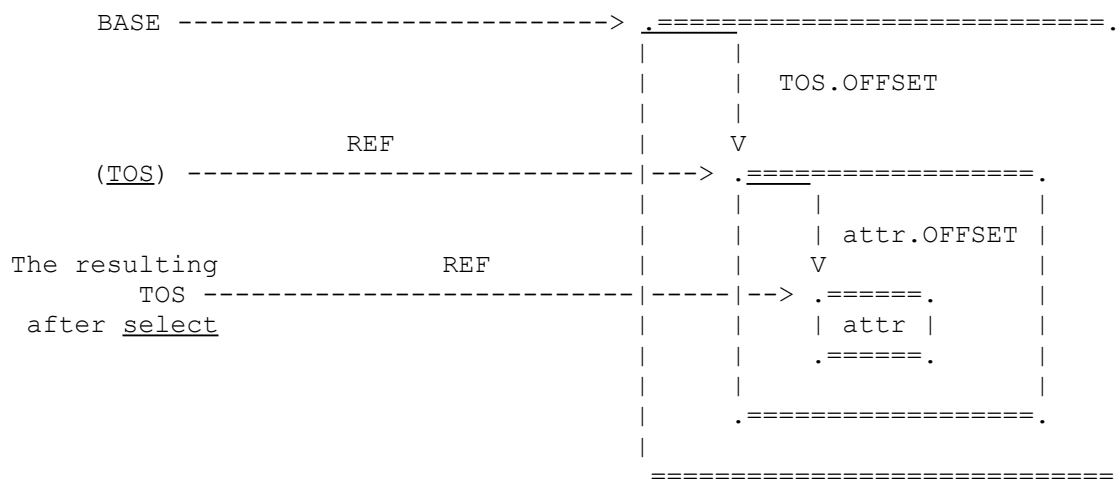 BASE ---------------------------> .============================.
| | TOS.OFFSET
REF V
(TOS) ----------------------------|---> .==================.
| attr.OFFSET |
The resulting REF V
TOS ---------------------------|-----|--> .======.
after select | attr |
.======.
.==================.
=============================